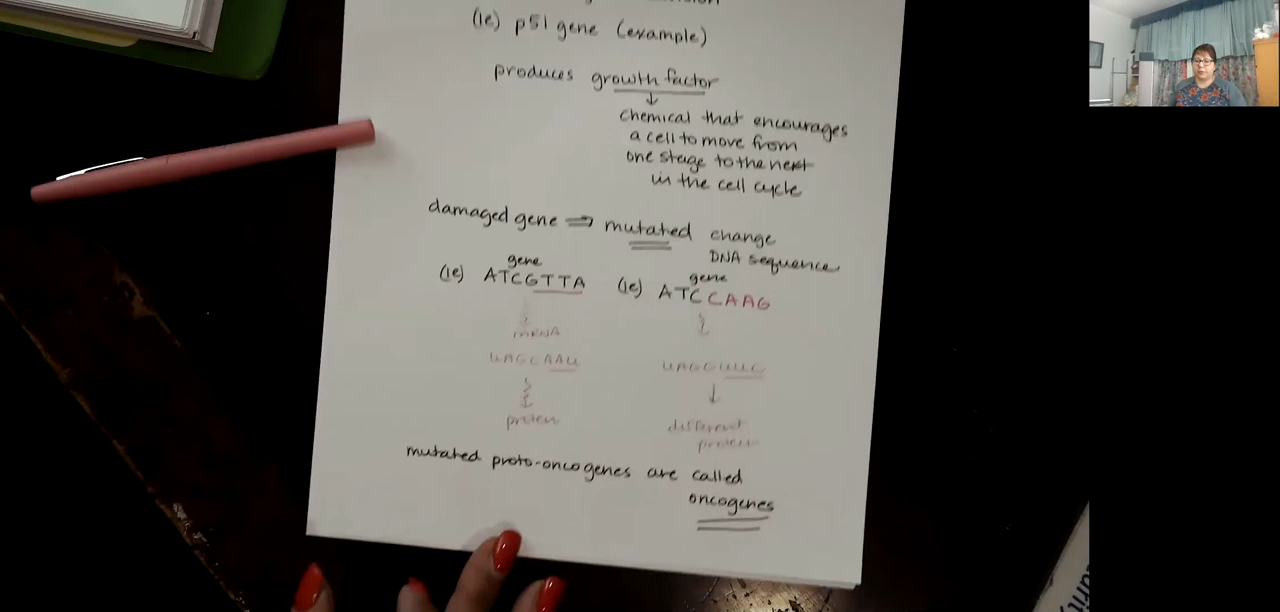 (ie) p51 gene (example)
produces growth factor
↓
chemical that encourages
a cell to move from
one stage to the next
in the cell cycle
damaged gene ⇒ mutated change
DNA sequence
gene
(ie) ATCGTTA
gene
(ie) ATCCAAG
mRNA
UAGCAAU
protein
UAGGUUC
↓
different
protein
mutated proto-oncogenes are called
oncogenes